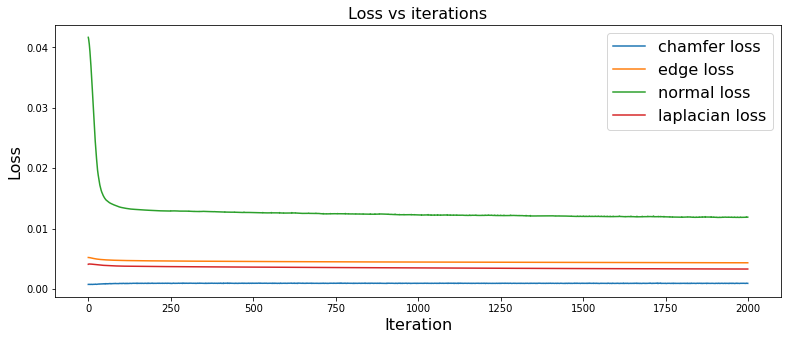 Loss vs iterations
Loss
0.04
0.03
0.02
0.01
0.00
chamfer loss
edge loss
normal loss
laplacian loss
0 250 500 750 1000 1250 1500 1750 2000
Iteration